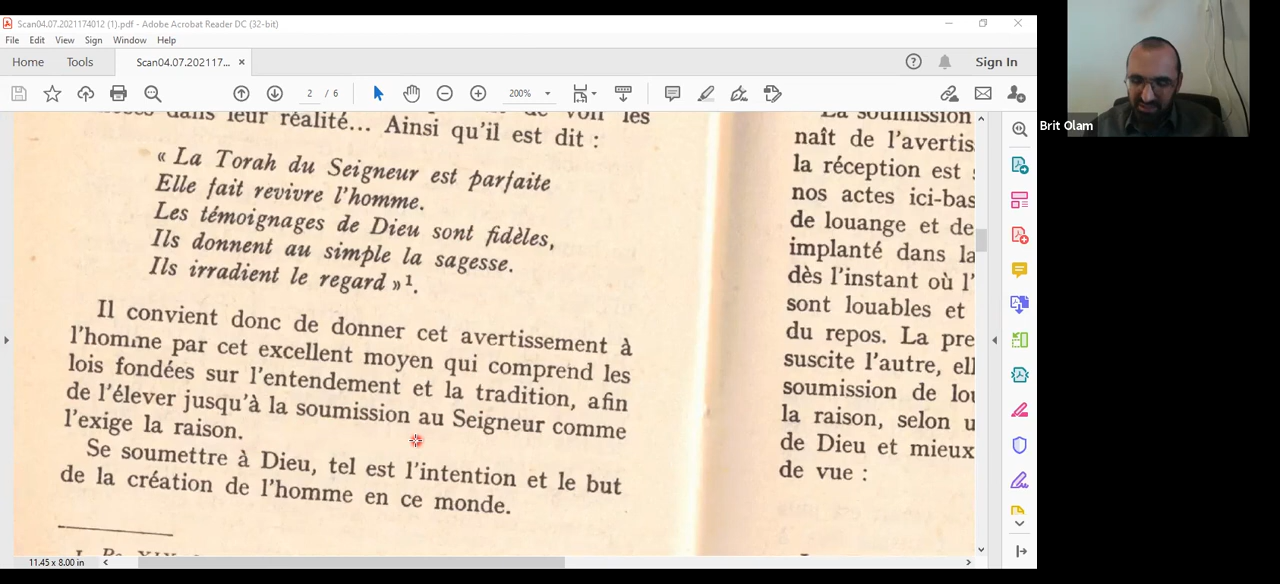 Scan04.07.2021174012 (1).pdf - Adobe Acrobat Reader DC (32-bit)
File Edit View Sign Window Help
Home Tools Scan04.07.202117... × Sign In
2 / 6 200%
Brit Olam
dans leur réalité... Ainsi qu'il est dit :
« La Torah du Seigneur est parfaite
Elle fait revivre l'homme.
Les témoignages de Dieu sont fidèles,
Ils donnent au simple la sagesse.
Ils irradient le regard »1.
Il convient donc de donner cet avertissement à
l'homme par cet excellent moyen qui comprend les
lois fondées sur l'entendement et la tradition, afin
de l'élever jusqu'à la soumission au Seigneur comme
l'exige la raison.
Se soumettre à Dieu, tel est l'intention et le but
de la création de l'homme en ce monde.
La soumission
naît de l'avertis
la réception est
nos actes ici-bas
de louange et de
implanté dans la
dès l'instant où l'
sont louables et
du repos. La pre
suscite l'autre, ell
soumission de lou
la raison, selon u
de Dieu et mieux
de vue :
11.45 x 8.00 in